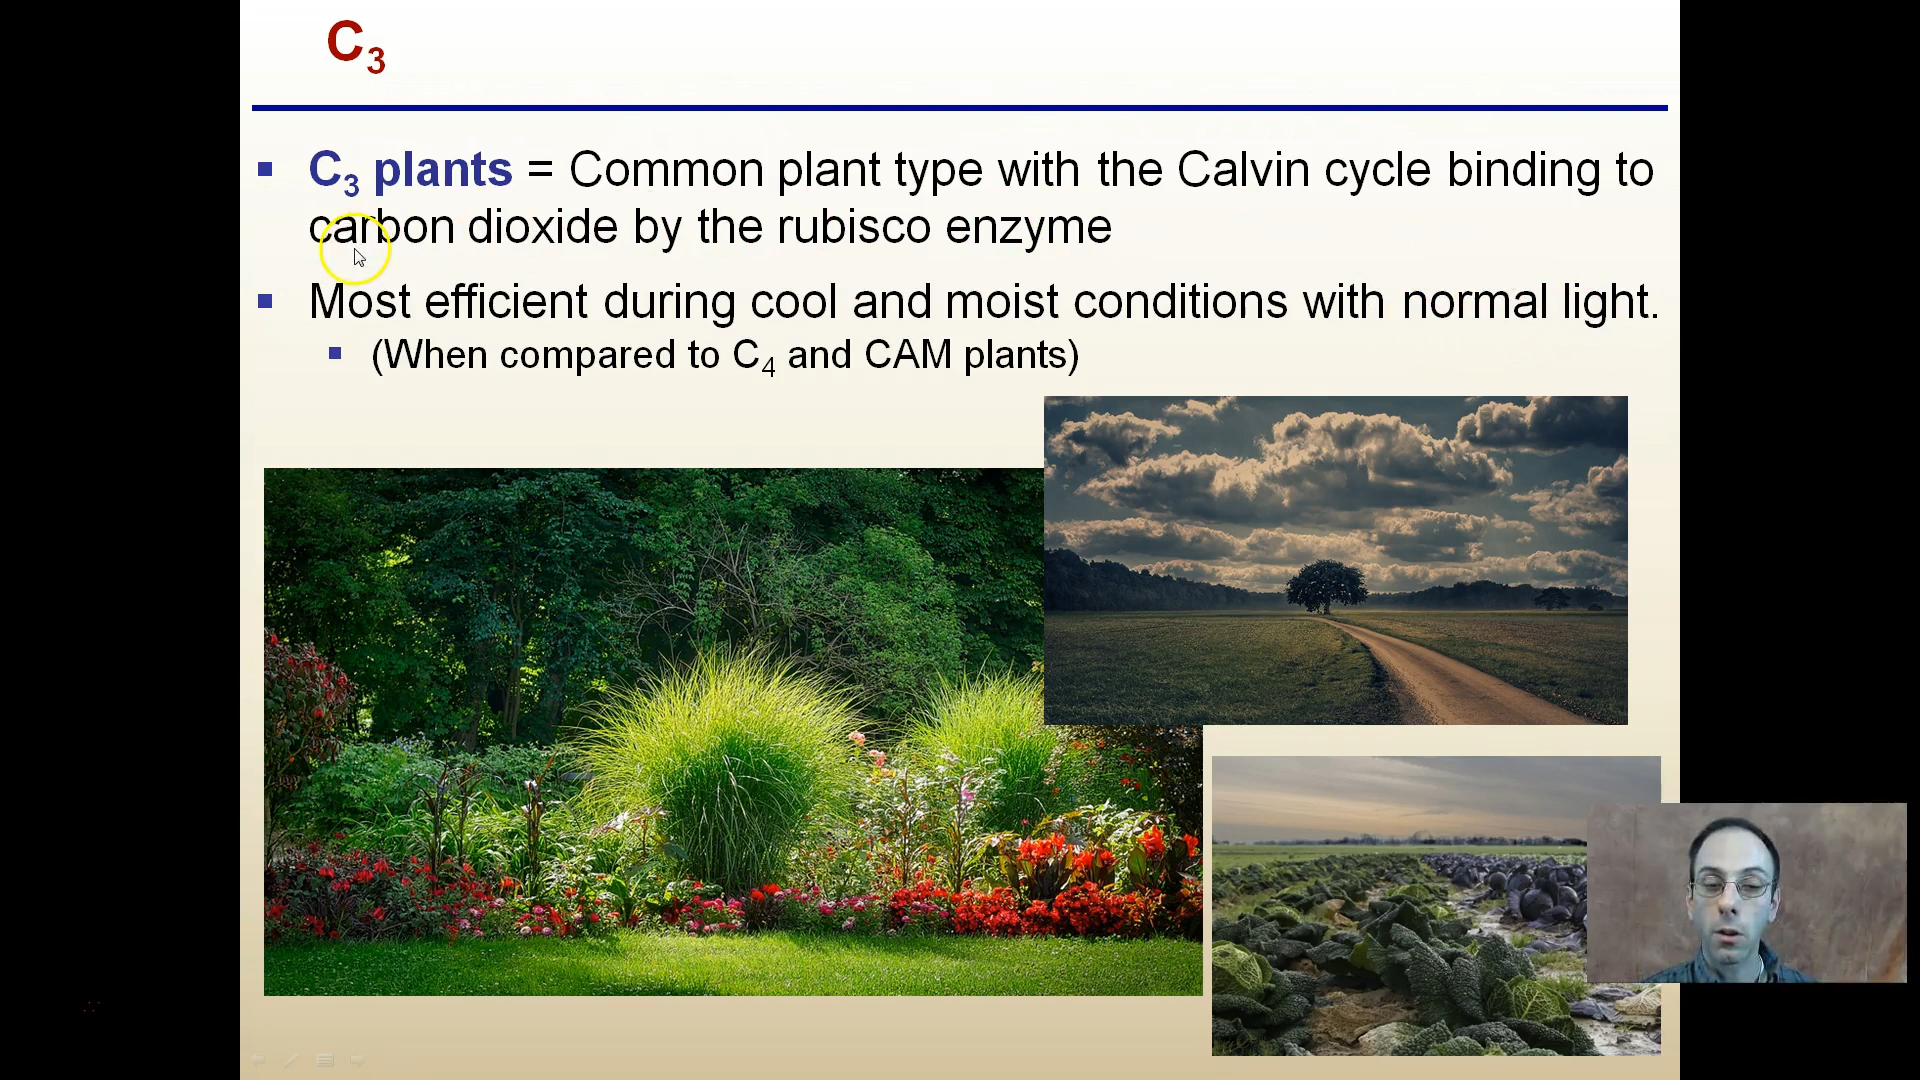 C₃
C₃ plants = Common plant type with the Calvin cycle binding to
carbon dioxide by the rubisco enzyme
Most efficient during cool and moist conditions with normal light.
(When compared to C₄ and CAM plants)